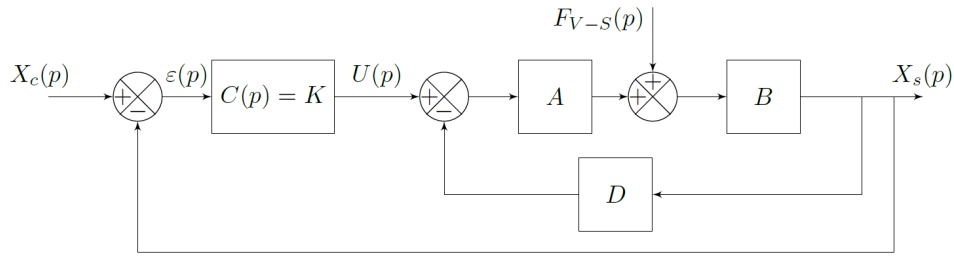 F_{V-S}(p)
X_c(p)
ε(p)
U(p)
X_s(p)
+
−
C(p) = K
+
−
A
+
+
B
D